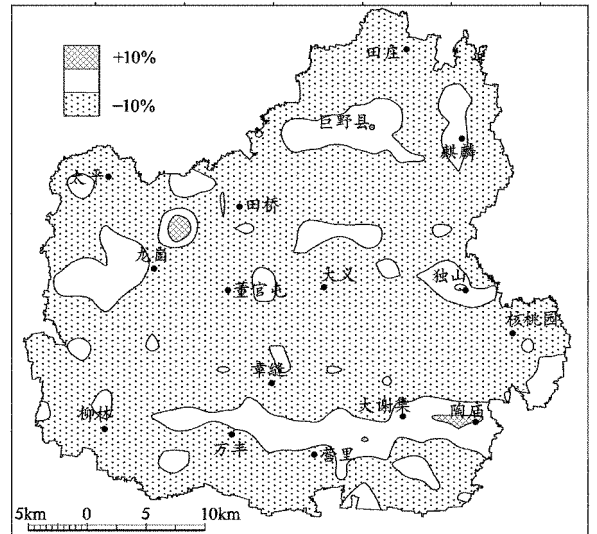 +10%
-10%
田庄
巨野县
麒麟
太平
田桥
龙崮
独山
董官屯
大义
核桃园
章缝
大谢集
陶庙
柳林
万丰
营里
5km 0 5 10km